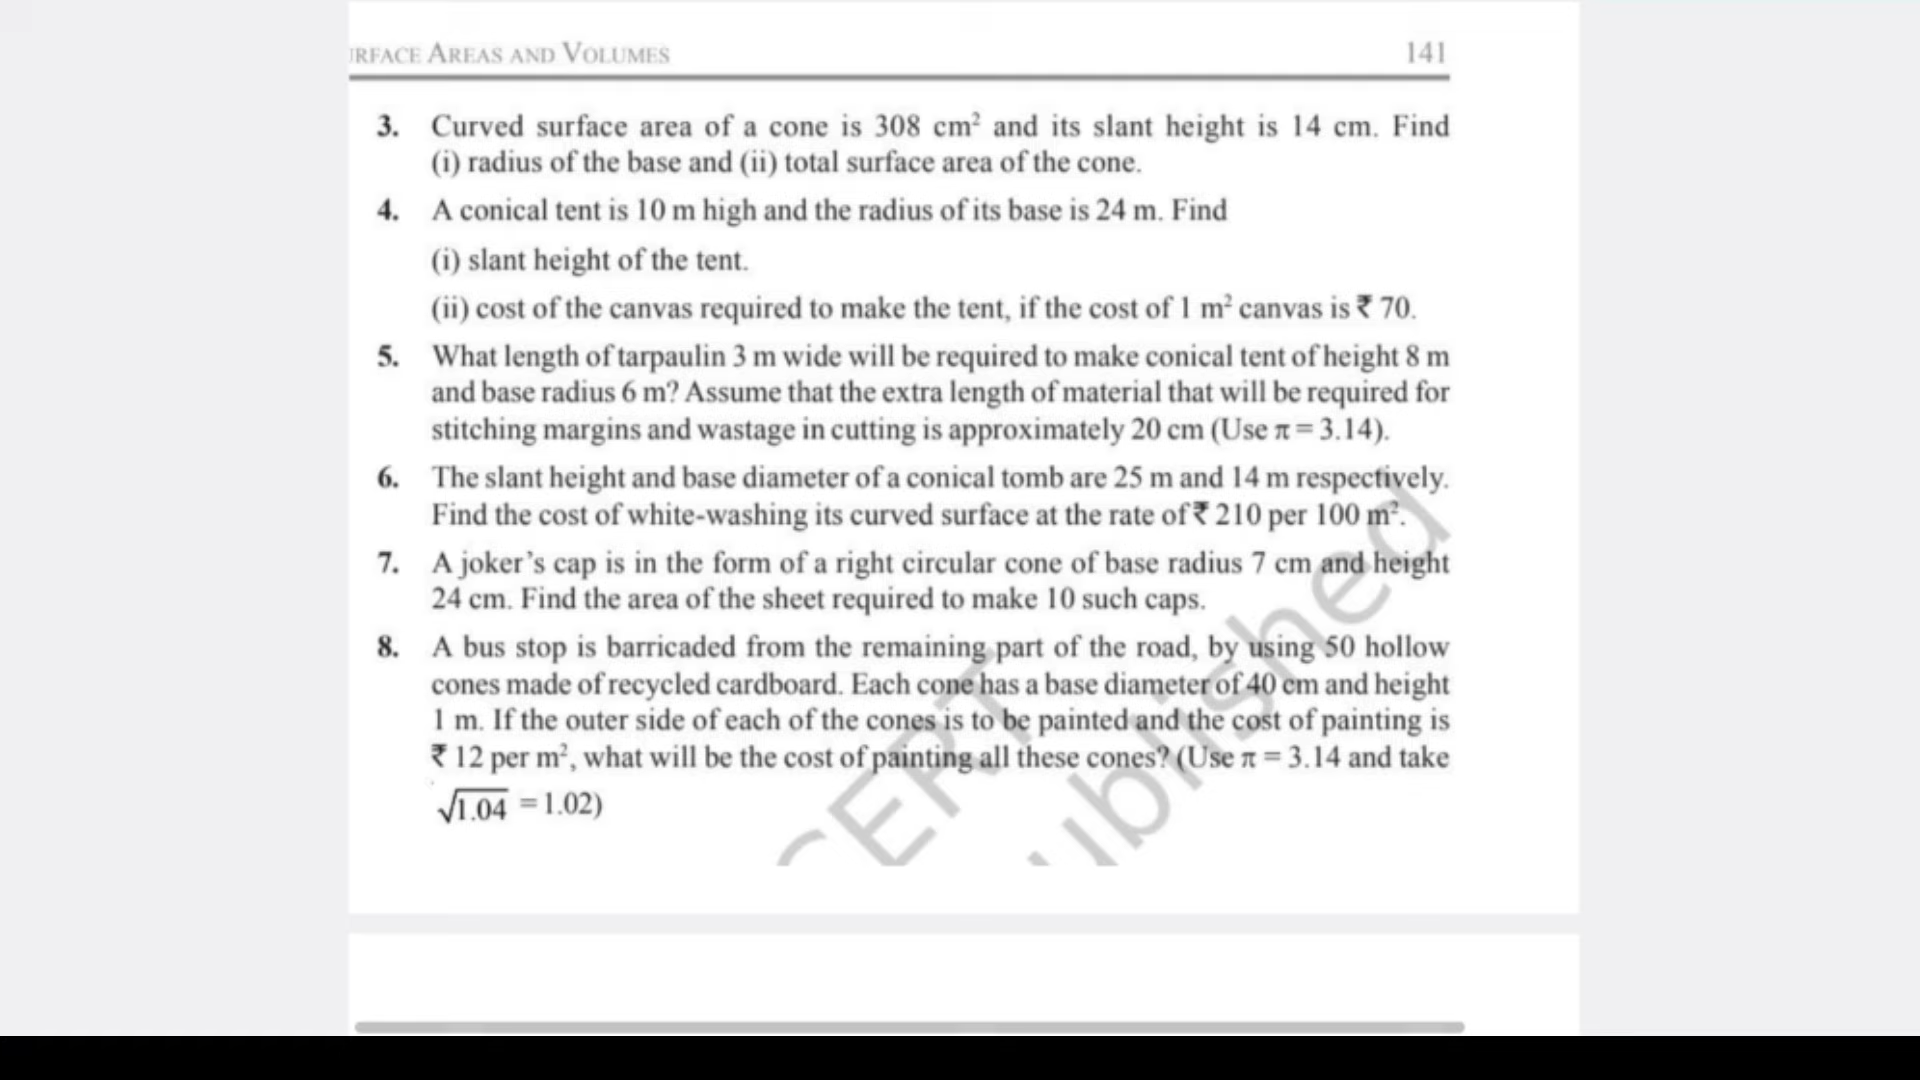 URFACE AREAS AND VOLUMES 141
3. Curved surface area of a cone is 308 cm² and its slant height is 14 cm. Find
(i) radius of the base and (ii) total surface area of the cone.
4. A conical tent is 10 m high and the radius of its base is 24 m. Find
(i) slant height of the tent.
(ii) cost of the canvas required to make the tent, if the cost of 1 m² canvas is ₹ 70.
5. What length of tarpaulin 3 m wide will be required to make conical tent of height 8 m
and base radius 6 m? Assume that the extra length of material that will be required for
stitching margins and wastage in cutting is approximately 20 cm (Use π = 3.14).
6. The slant height and base diameter of a conical tomb are 25 m and 14 m respectively.
Find the cost of white-washing its curved surface at the rate of ₹ 210 per 100 m².
7. A joker's cap is in the form of a right circular cone of base radius 7 cm and height
24 cm. Find the area of the sheet required to make 10 such caps.
8. A bus stop is barricaded from the remaining part of the road, by using 50 hollow
cones made of recycled cardboard. Each cone has a base diameter of 40 cm and height
1 m. If the outer side of each of the cones is to be painted and the cost of painting is
₹ 12 per m², what will be the cost of painting all these cones? (Use π = 3.14 and take
√1.04 = 1.02)
CERT
ublished